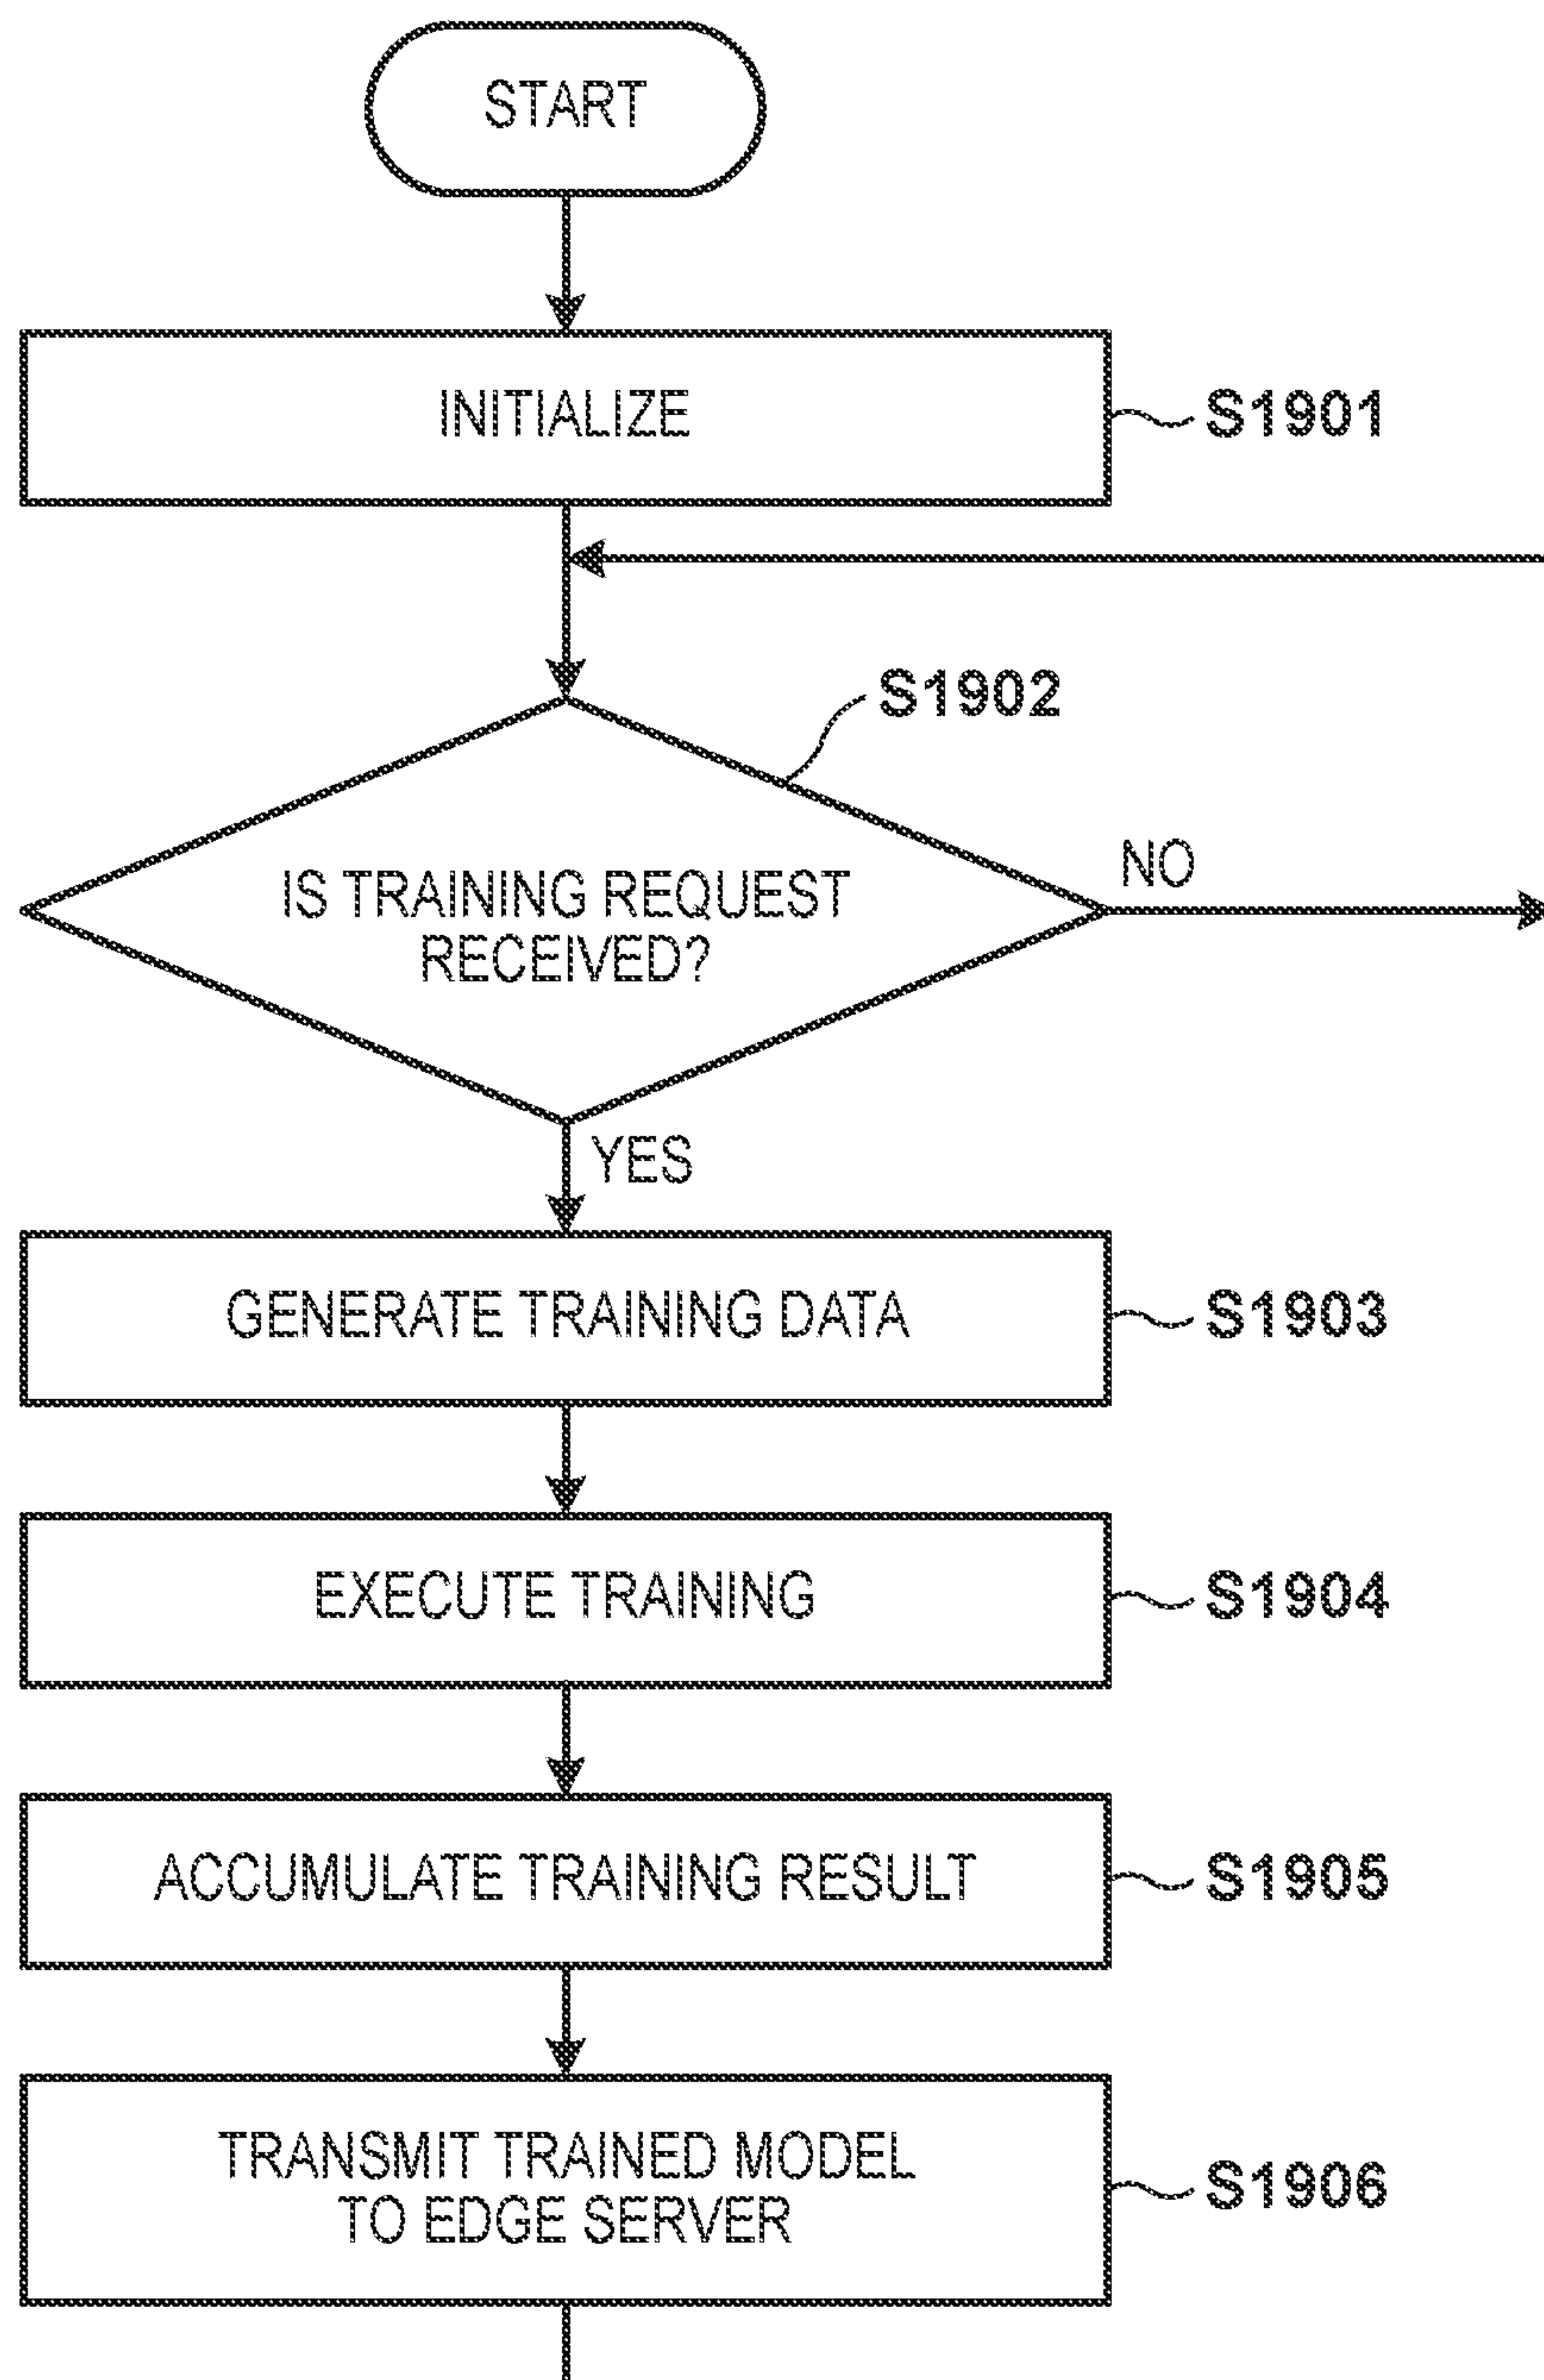 START
INITIALIZE
S1901
S1902
IS TRAINING REQUEST
RECEIVED?
NO
YES
GENERATE TRAINING DATA
S1903
EXECUTE TRAINING
S1904
ACCUMULATE TRAINING RESULT
S1905
TRANSMIT TRAINED MODEL
TO EDGE SERVER
S1906